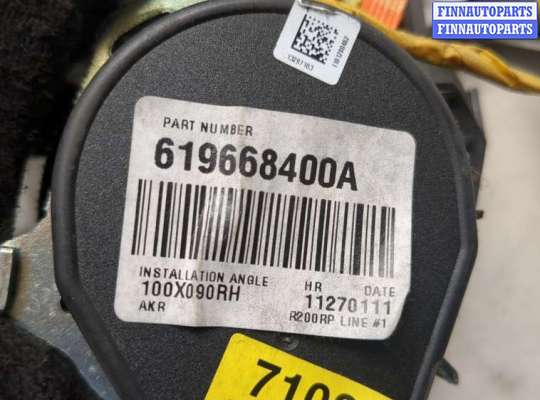 FINNAUTOPARTS
FINNAUTOPARTS
PART NUMBER
619668400A
INSTALLATION ANGLE
HR DATE
100X090RH
11270111
AKR
R200RP LINE #1